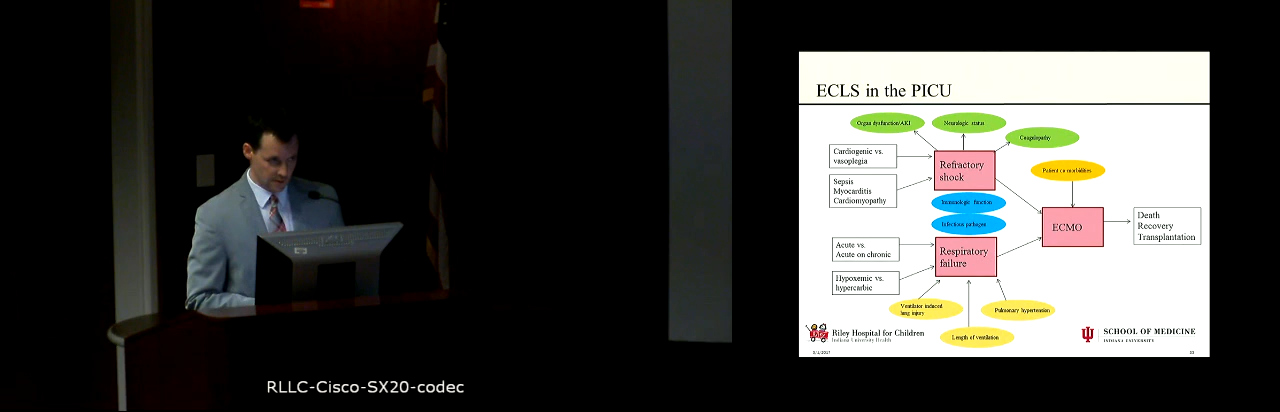 ECLS in the PICU
Organ dysfunction/AKI
Neurologic status
Coagulopathy
Cardiogenic vs.
vasoplegia
Refractory
shock
Patient co morbidities
Sepsis
Myocarditis
Cardiomyopathy
Immunologic function
Infectious pathogen
ECMO
Death
Recovery
Transplantation
Acute vs.
Acute on chronic
Respiratory
failure
Hypoxemic vs.
hypercarbic
Ventilator induced
lung injury
Pulmonary hypertension
Length of ventilation
Riley Hospital for Children
Indiana University Health
SCHOOL OF MEDICINE
INDIANA UNIVERSITY
33
RLLC-Cisco-SX20-codec